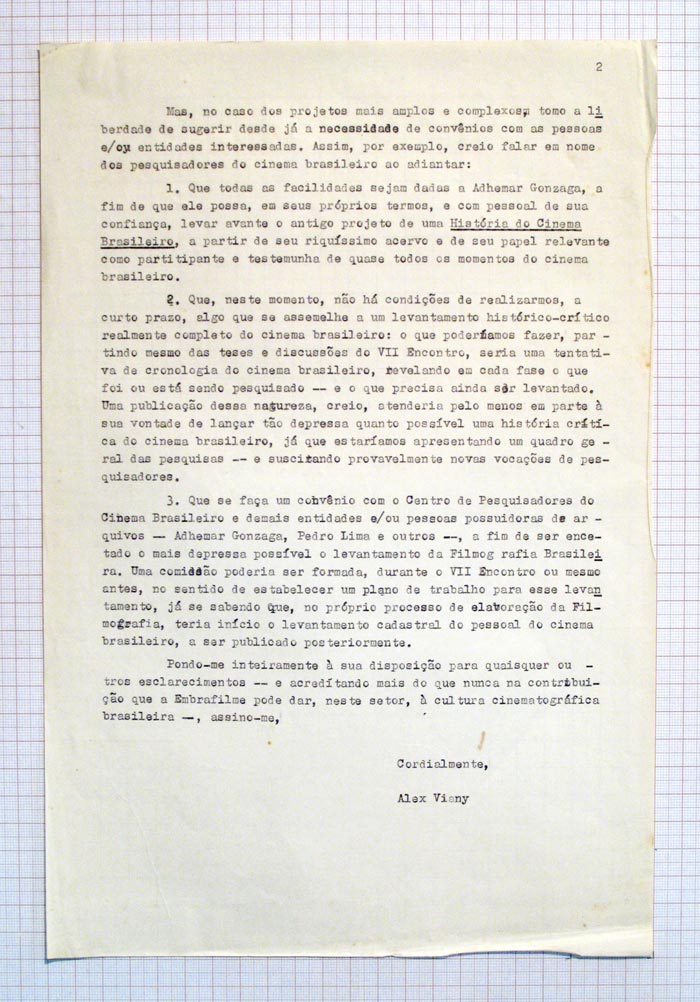 2
Mas, no caso dos projetos mais amplos e complexos, tomo a li
berdade de sugerir desde já a necessidade de convênios com as pessoas
e/ou entidades interessadas. Assim, por exemplo, creio falar em nome
dos pesquisadores do cinema brasileiro ao adiantar:
1. Que todas as facilidades sejam dadas a Adhemar Gonzaga, a
fim de que ele possa, em seus próprios termos, e com pessoal de sua
confiança, levar avante o antigo projeto de uma História do Cinema
Brasileiro, a partir de seu riquíssimo acervo e de seu papel relevante
como partitipante e testemunha de quase todos os momentos do cinema
brasileiro.
2. Que, neste momento, não há condições de realizarmos, a
curto prazo, algo que se assemelhe a um levantamento histórico-crítico
realmente completo do cinema brasileiro: o que poderíamos fazer, par -
tindo mesmo das teses e discussões do VII Encontro, seria uma tentati-
va de cronologia do cinema brasileiro, revelando em cada fase o que
foi ou está sendo pesquisado -- e o que precisa ainda ser levantado.
Uma publicação dessa natureza, creio, atenderia pelo menos em parte à
sua vontade de lançar tão depressa quanto possível uma história críti-
ca do cinema brasileiro, já que estaríamos apresentando um quadro ge -
ral das pesquisas -- e suscitando provavelmente novas vocações de pes-
quisadores.
3. Que se faça um convênio com o Centro de Pesquisadores do
Cinema Brasileiro e demais entidades e/ou pessoas possuidoras de ar -
quivos -- Adhemar Gonzaga, Pedro Lima e outros --, a fim de ser ence-
tado o mais depressa possível o levantamento da Filmog rafia Brasilei
ra. Uma comissão poderia ser formada, durante o VII Encontro ou mesmo
antes, no sentido de estabelecer um plano de trabalho para esse levan
tamento, já se sabendo que, no próprio processo de elaboração da Fil-
mografia, teria início o levantamento cadastral do pessoal do cinema
brasileiro, a ser publicado posteriormente.
Pondo-me inteiramente à sua disposição para quaisquer ou -
tros esclarecimentos -- e acreditando mais do que nunca na contribui-
ção que a Embrafilme pode dar, neste setor, à cultura cinematográfica
brasileira --, assino-me,
Cordialmente,
Alex Viany